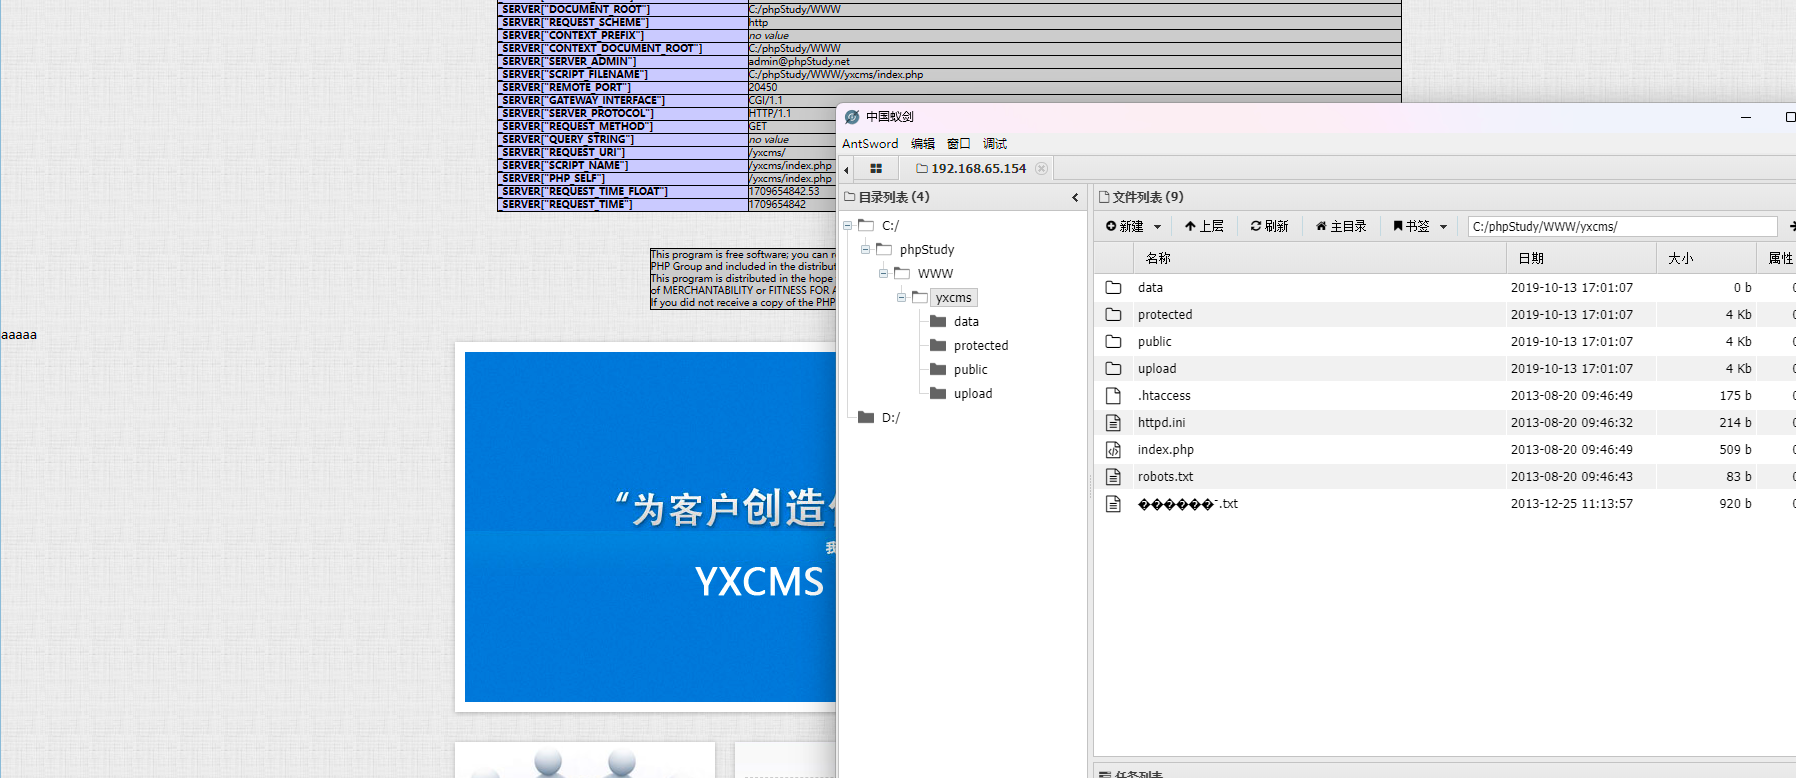 _SERVER["DOCUMENT_ROOT"] C:/phpStudy/WWW
_SERVER["REQUEST_SCHEME"] http
_SERVER["CONTEXT_PREFIX"] no value
_SERVER["CONTEXT_DOCUMENT_ROOT"] C:/phpStudy/WWW
_SERVER["SERVER_ADMIN"] admin@phpStudy.net
_SERVER["SCRIPT_FILENAME"] C:/phpStudy/WWW/yxcms/index.php
_SERVER["REMOTE_PORT"] 20450
_SERVER["GATEWAY_INTERFACE"] CGI/1.1
_SERVER["SERVER_PROTOCOL"] HTTP/1.1
_SERVER["REQUEST_METHOD"] GET
_SERVER["QUERY_STRING"] no value
_SERVER["REQUEST_URI"] /yxcms/
_SERVER["SCRIPT_NAME"] /yxcms/index.php
_SERVER["PHP_SELF"] /yxcms/index.php
_SERVER["REQUEST_TIME_FLOAT"] 1709654842.53
_SERVER["REQUEST_TIME"] 1709654842
This program is free software; you can
PHP Group and included in the
This program is distributed in the hope
of MERCHANTABILITY or FITNESS FOR
If you did not receive a copy of the PHP
aaaaa
“为客户创造
我
YXCMS
中国蚁剑
AntSword 编辑 窗口 调试
192.168.65.154
目录列表 (4)
C:/
phpStudy
WWW
yxcms
data
protected
public
upload
D:/
文件列表 (9)
新建 上层 刷新 主目录 书签 C:/phpStudy/WWW/yxcms/
名称 日期 大小 属性
data 2019-10-13 17:01:07 0 b
protected 2019-10-13 17:01:07 4 Kb
public 2019-10-13 17:01:07 4 Kb
upload 2019-10-13 17:01:07 4 Kb
.htaccess 2013-08-20 09:46:49 175 b
httpd.ini 2013-08-20 09:46:32 214 b
index.php 2013-08-20 09:46:49 509 b
robots.txt 2013-08-20 09:46:43 83 b
������־.txt 2013-12-25 11:13:57 920 b
任务列表